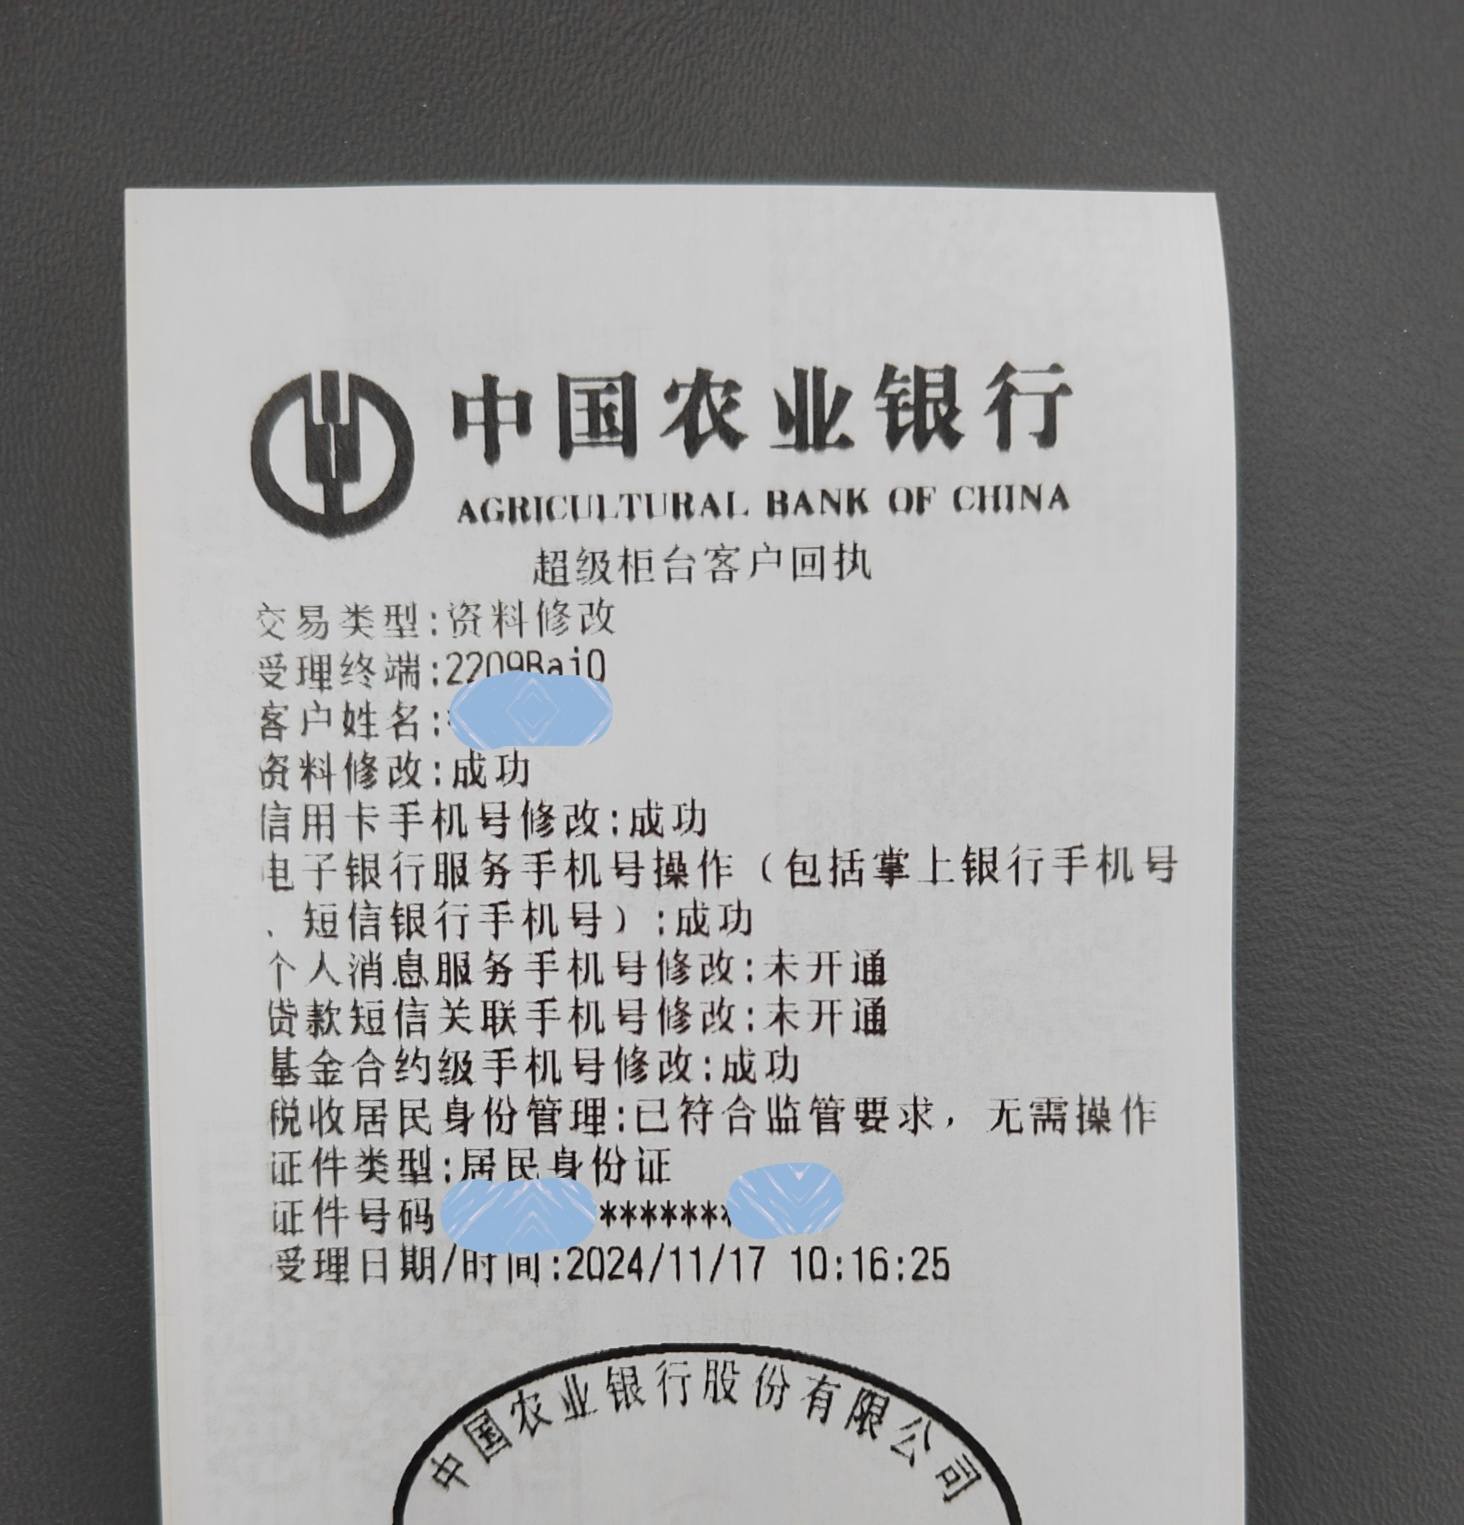 中国农业银行
AGRICULTURAL BANK OF CHINA
超级柜台客户回执
交易类型:资料修改
受理终端:2209BajQ
客户姓名:
资料修改:成功
信用卡手机号修改:成功
电子银行服务手机号操作（包括掌上银行手机号
、短信银行手机号）:成功
个人消息服务手机号修改:未开通
贷款短信关联手机号修改:未开通
基金合约级手机号修改:成功
税收居民身份管理:已符合监管要求，无需操作
证件类型:居民身份证
证件号码 *******
受理日期/时间:2024/11/17 10:16:25
中国农业银行股份有限公司